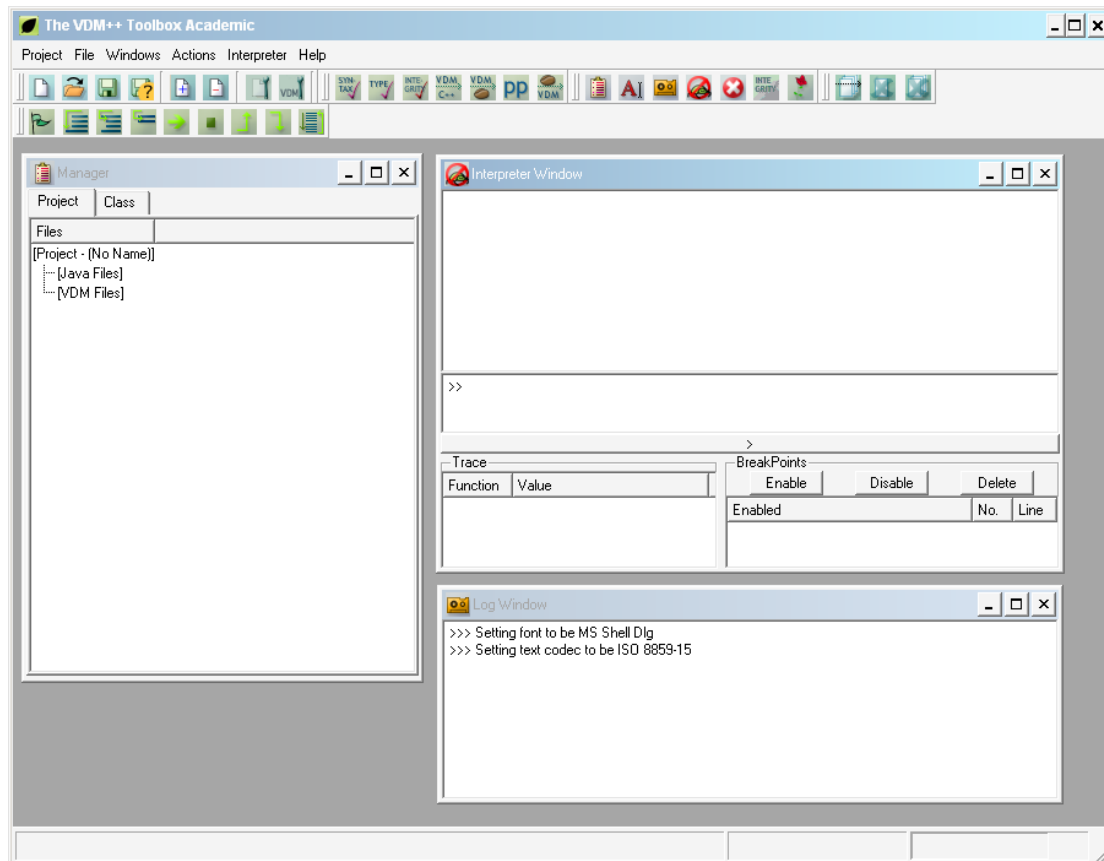 The VDM++ Toolbox Academic
Project File Windows Actions Interpreter Help
SYN-TAX TYPE INTE-GRITY VDM C++ VDM pp VDM AI INTE GRITY
VDM
Manager
Project Class
Files
[Project - (No Name)]
[Java Files]
[VDM Files]
Interpreter Window
>>
>
Trace
Function Value
BreakPoints
Enable Disable Delete
Enabled No. Line
Log Window
>>> Setting font to be MS Shell Dlg
>>> Setting text codec to be ISO 8859-15